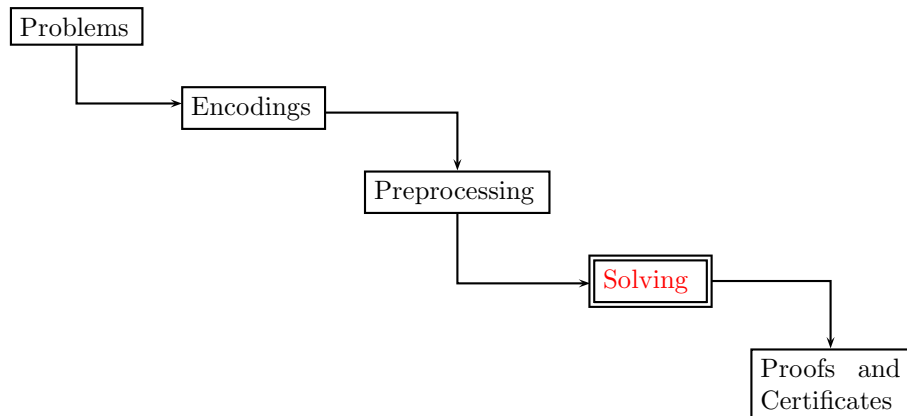 Problems
Encodings
Preprocessing
Solving
Proofs and
Certificates